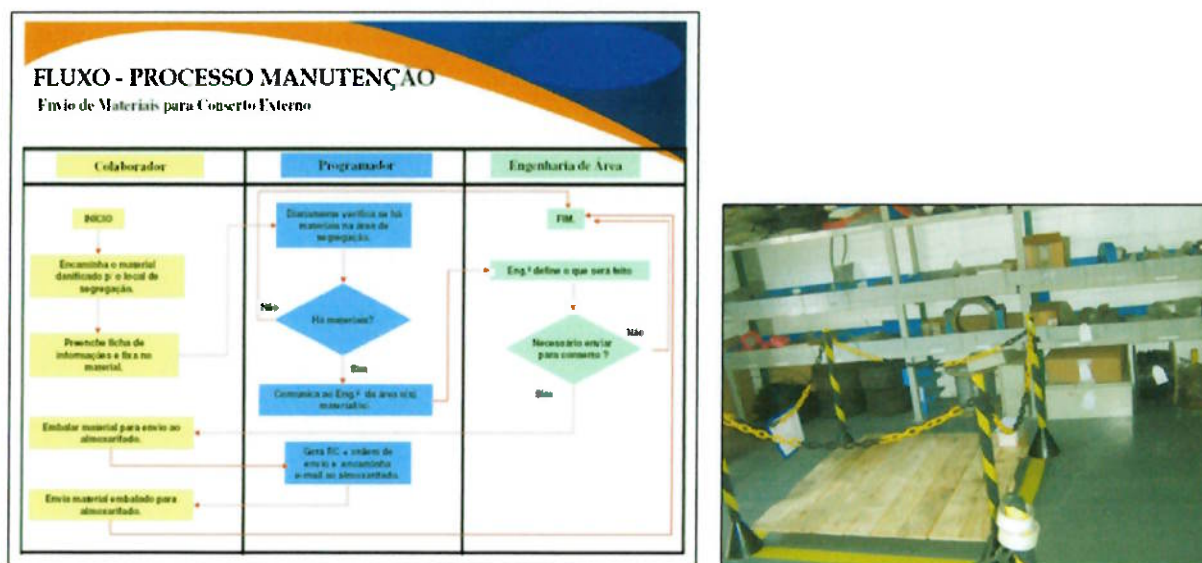 FLUXO - PROCESSO MANUTENÇÃO
Envio de Materiais para Conserto Externo
Colaborador
Programador
Engenharia de Área
INICIO
Encaminha o material
danificado p/ o local de
segregação.
Preenche ficha de
informações e fixa no
material.
Embalar material para envio ao
almoxarifado.
Envia material embalado para
almoxarifado.
Diariamente verifica se há
materiais na área de
segregação.
Não
Há materiais?
Sim
Comunica ao Eng.º da área
Gera RC + ordem de
envio e encaminha
e-mail ao almoxarifado.
FIM.
Eng.º define o que será feito
Não
Necessário enviar
para conserto ?
Sim